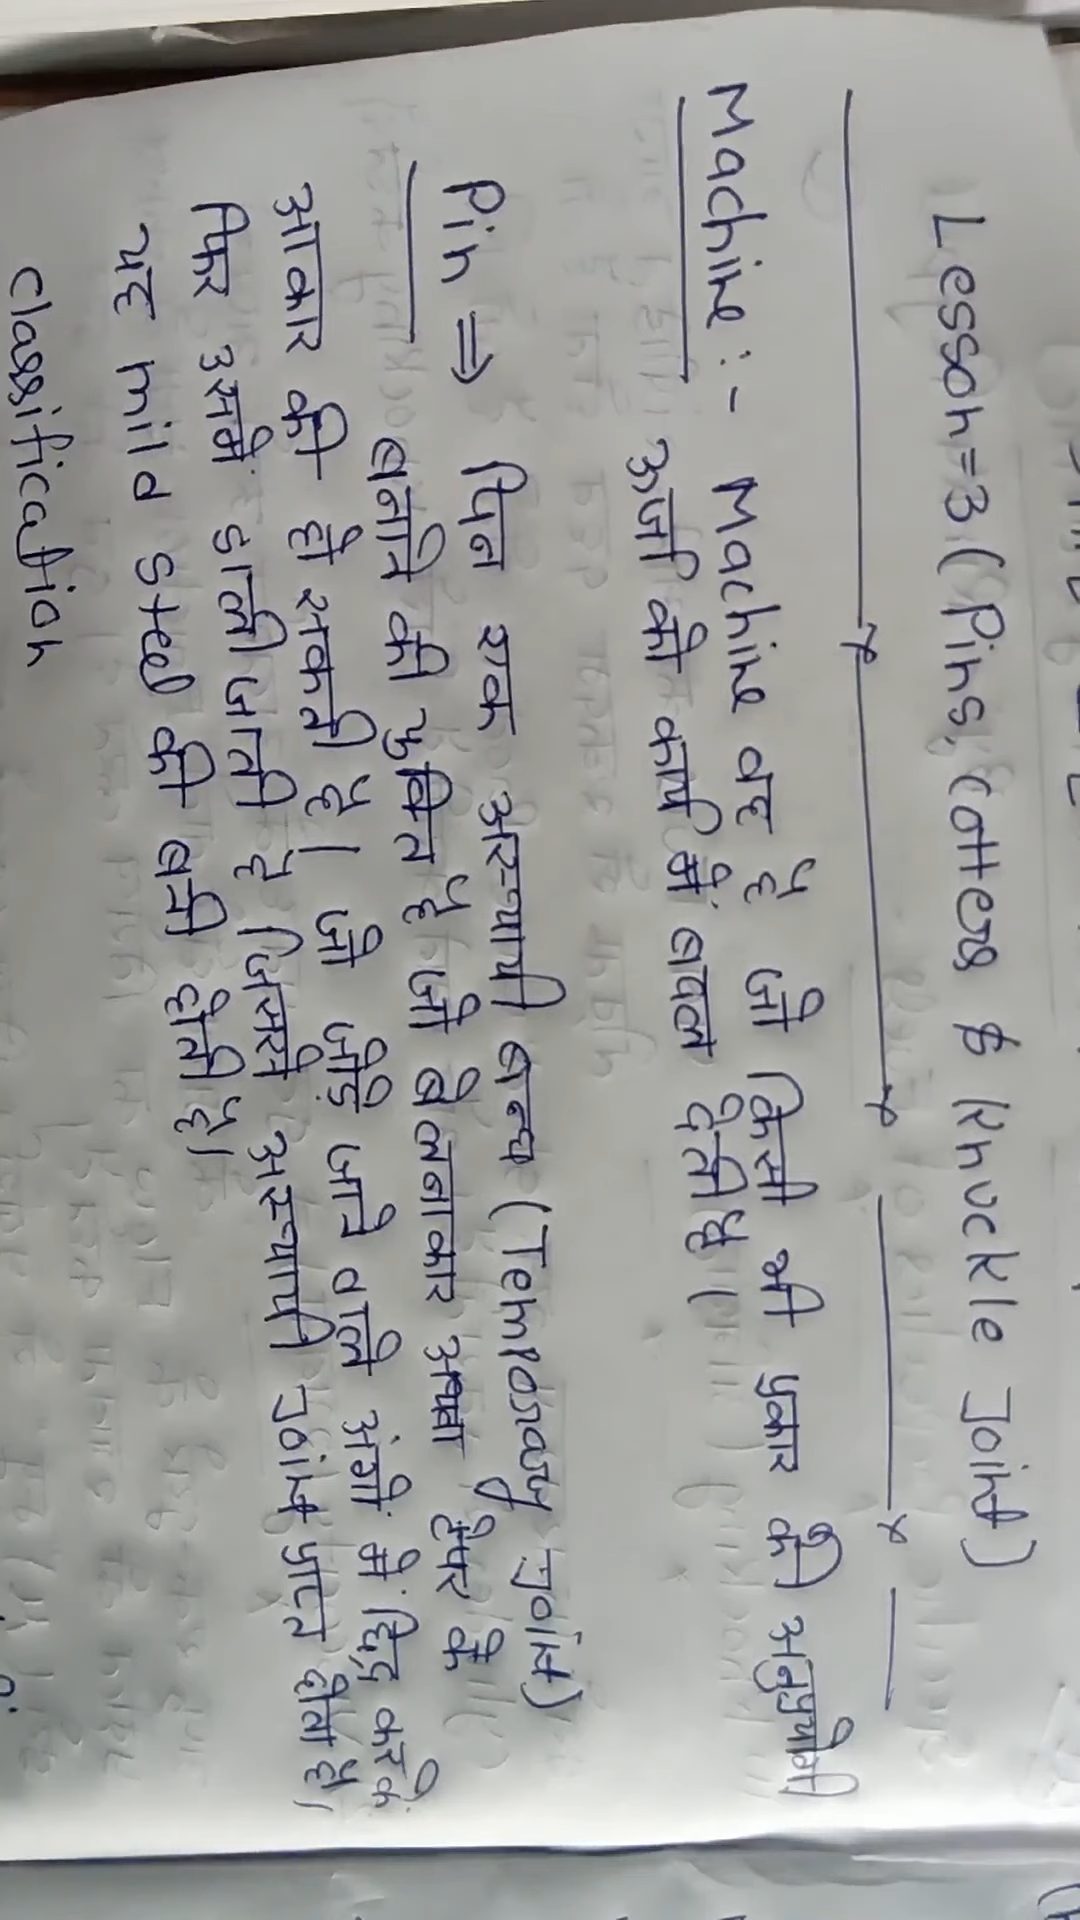 Lesson=3 (Pins, Cotters & Knuckle Joint)
Machine :- Machine वह है जो किसी भी प्रकार की अनुपयोगी
ऊर्जा को कार्य में बदल देती है।
Pin ⇒ पिन एक अस्थायी बन्ध (Temporary Joint)
बनाने की युक्ति है जो बेलनाकार अथवा टेपर के
आकार की हो सकती है। जो जोड़े जाने वाले अंगो में छिद्र करके
फिर उसमें डाली जाती है जिससे अस्थायी Joint प्राप्त होता है।
यह mild steel की बनी होती है।
classification